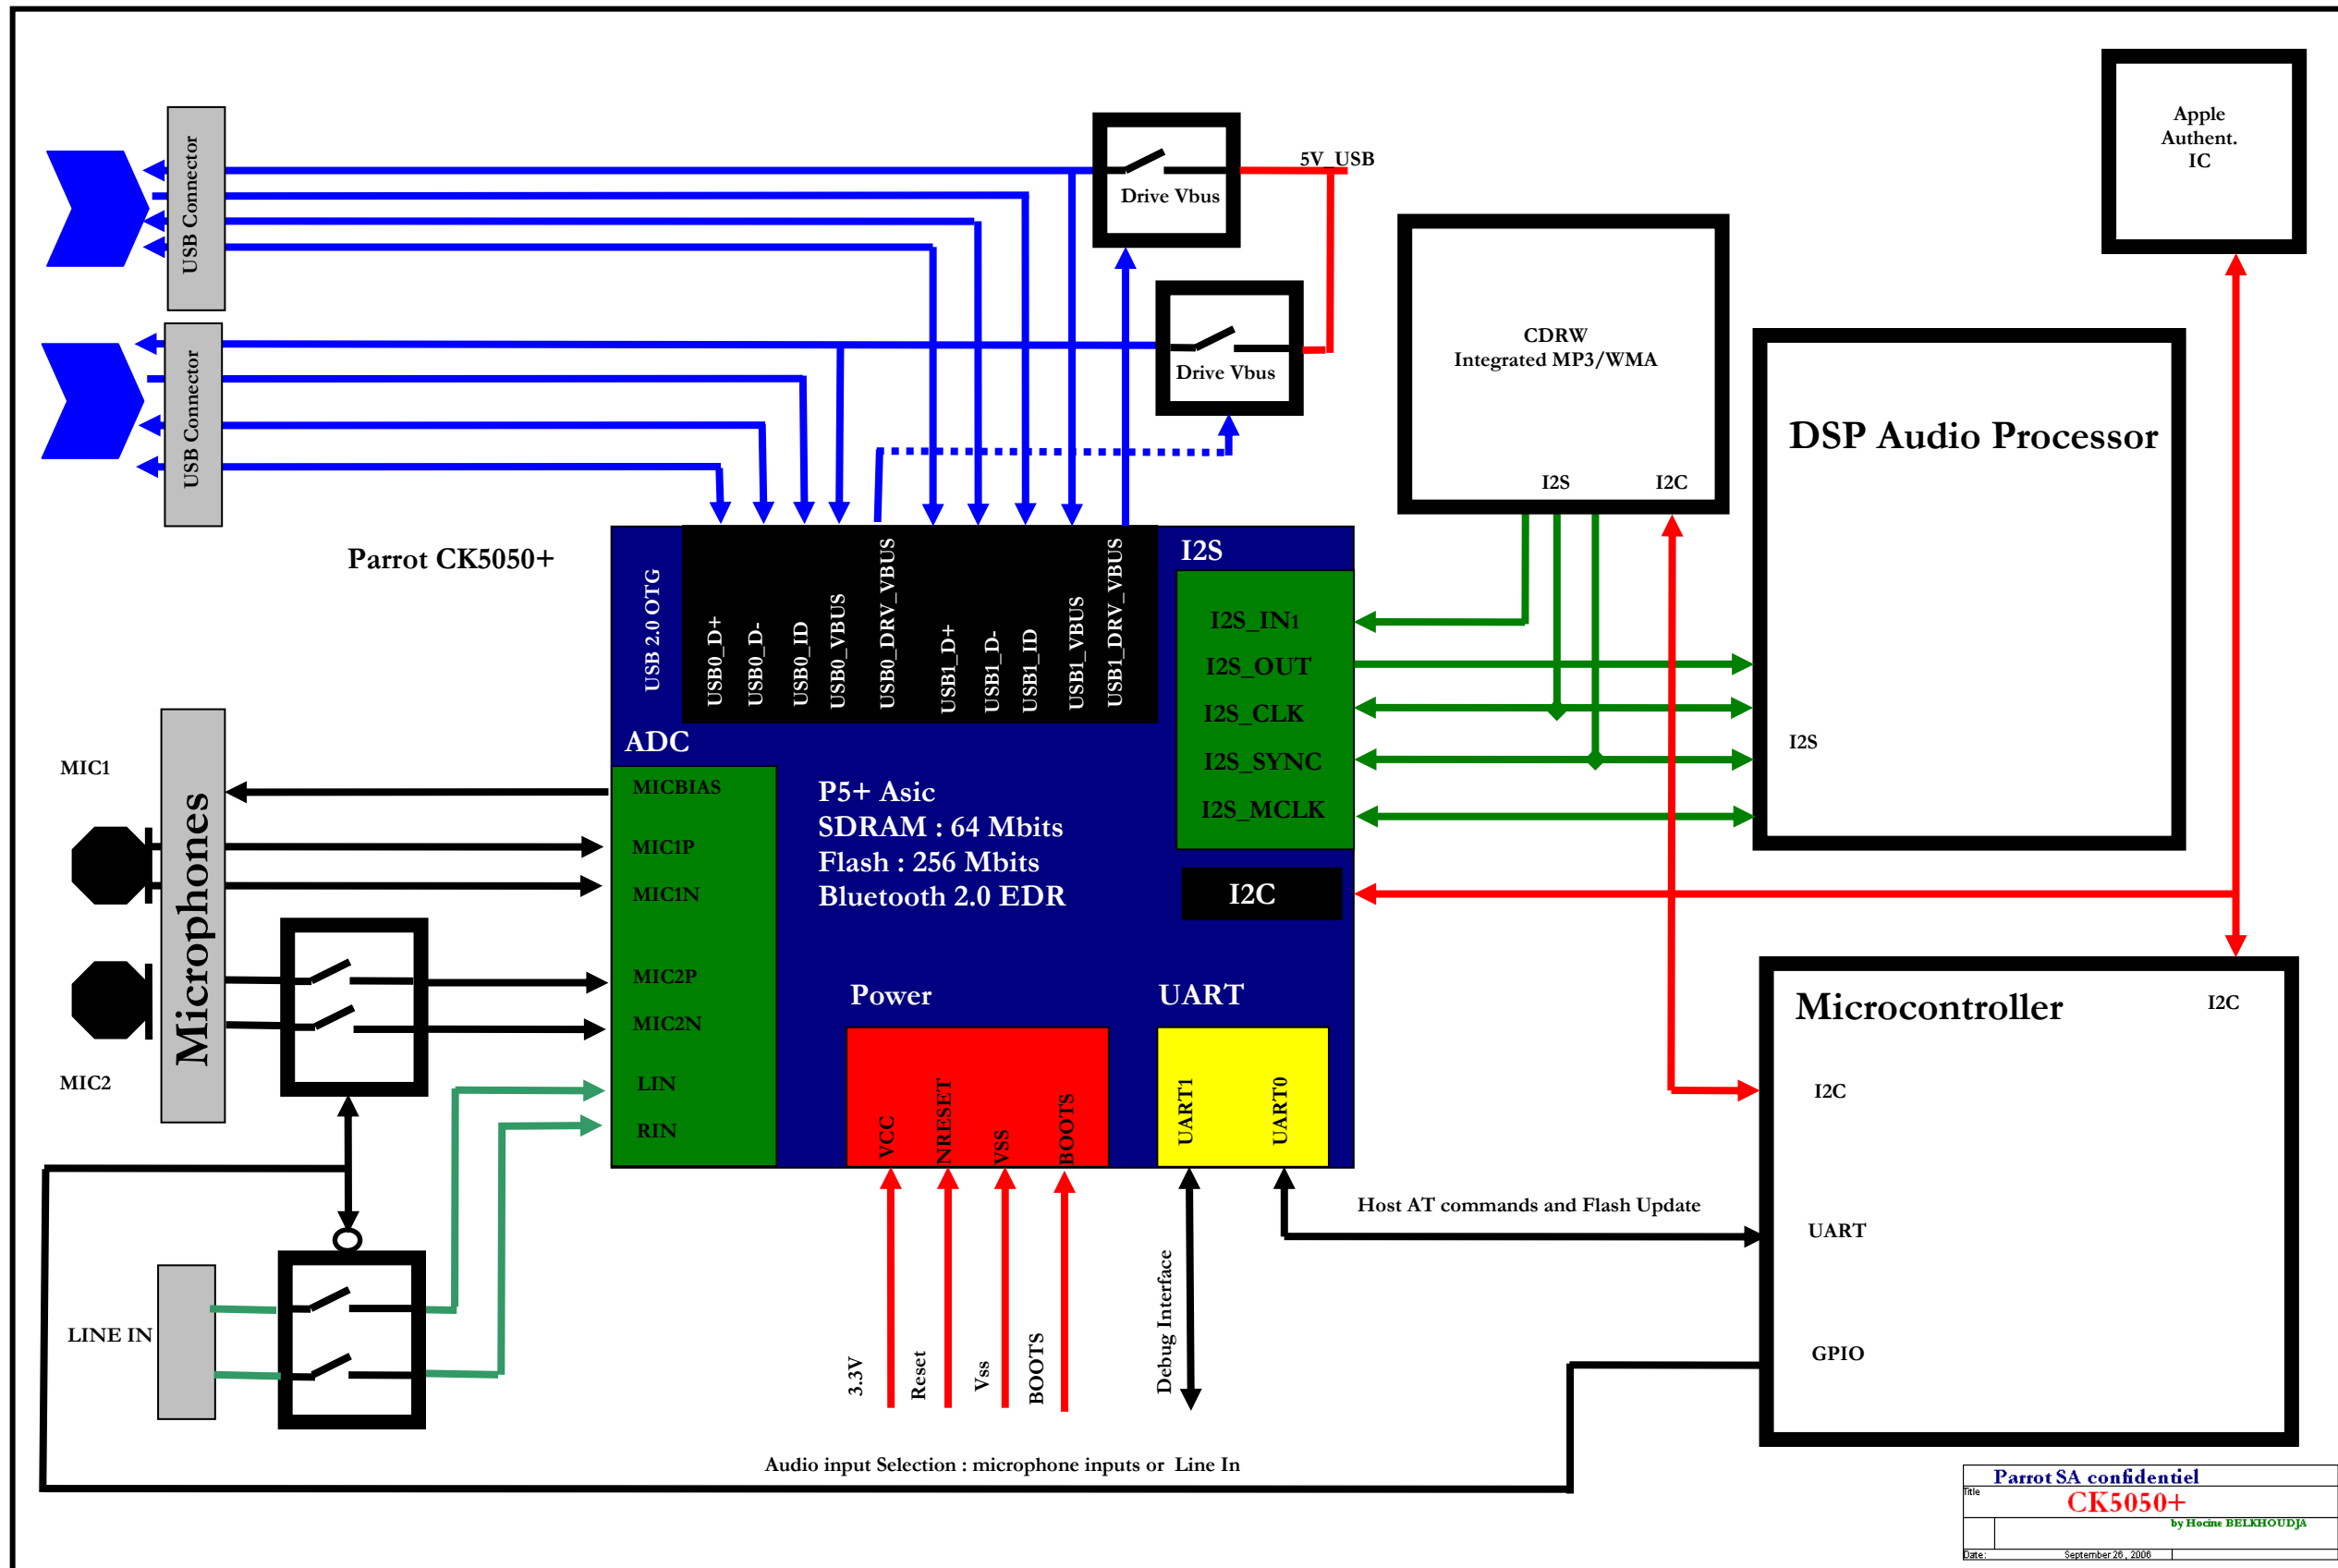 USB Connector
5V_USB
Drive Vbus
Apple
Authent.
IC
USB Connector
Drive Vbus
CDRW
Integrated MP3/WMA
I2S
I2C
DSP Audio Processor
I2S
Parrot CK5050+
USB 2.0 OTG
USB0_D+
USB0_D-
USB0_ID
USB0_VBUS
USB0_DRV_VBUS
USB1_D+
USB1_D-
USB1_ID
USB1_VBUS
USB1_DRV_VBUS
I2S
I2S_IN1
I2S_OUT
I2S_CLK
I2S_SYNC
I2S_MCLK
I2C
ADC
MICBIAS
MIC1P
MIC1N
MIC2P
MIC2N
LIN
RIN
P5+ Asic
SDRAM : 64 Mbits
Flash : 256 Mbits
Bluetooth 2.0 EDR
MIC1
Microphones
MIC2
Power
VCC
NRESET
VSS
BOOTS
UART
UART1
UART0
Microcontroller
I2C
I2C
UART
GPIO
Host AT commands and Flash Update
LINE IN
3.3V
Reset
Vss
BOOTS
Debug Interface
Audio input Selection : microphone inputs or Line In
Parrot SA confidentiel
Title
CK5050+
by Hocine BELKHOUDJA
Date: September 26, 2006